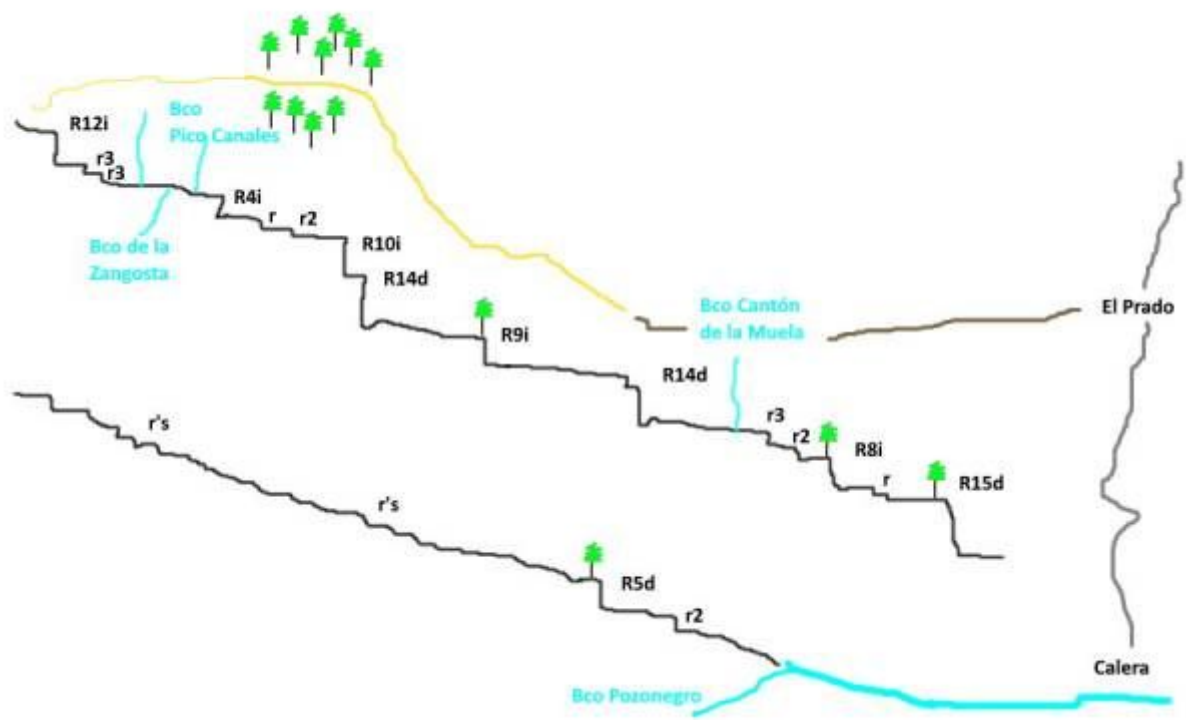 Bco
Pico Canales
R12i
r3
r3
R4i
r
r2
Bco de la
Zangosta
R10i
R14d
Bco Cantón
de la Muela
El Prado
R9i
R14d
r3
r2
R8i
r
R15d
r's
r's
R5d
r2
Calera
Bco Pozonegro